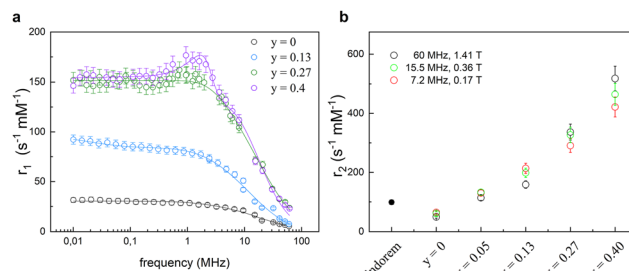 a
200
150
100
50
0
r₁ (s⁻¹ mM⁻¹)
y = 0
y = 0.13
y = 0.27
y = 0.4
0,01
0,1
1
10
100
frequency (MHz)
b
600
400
200
0
r₂ (s⁻¹ mM⁻¹)
60 MHz, 1.41 T
15.5 MHz, 0.36 T
7.2 MHz, 0.17 T
y = 0
y = 0.05
y = 0.13
y = 0.27
y = 0.40